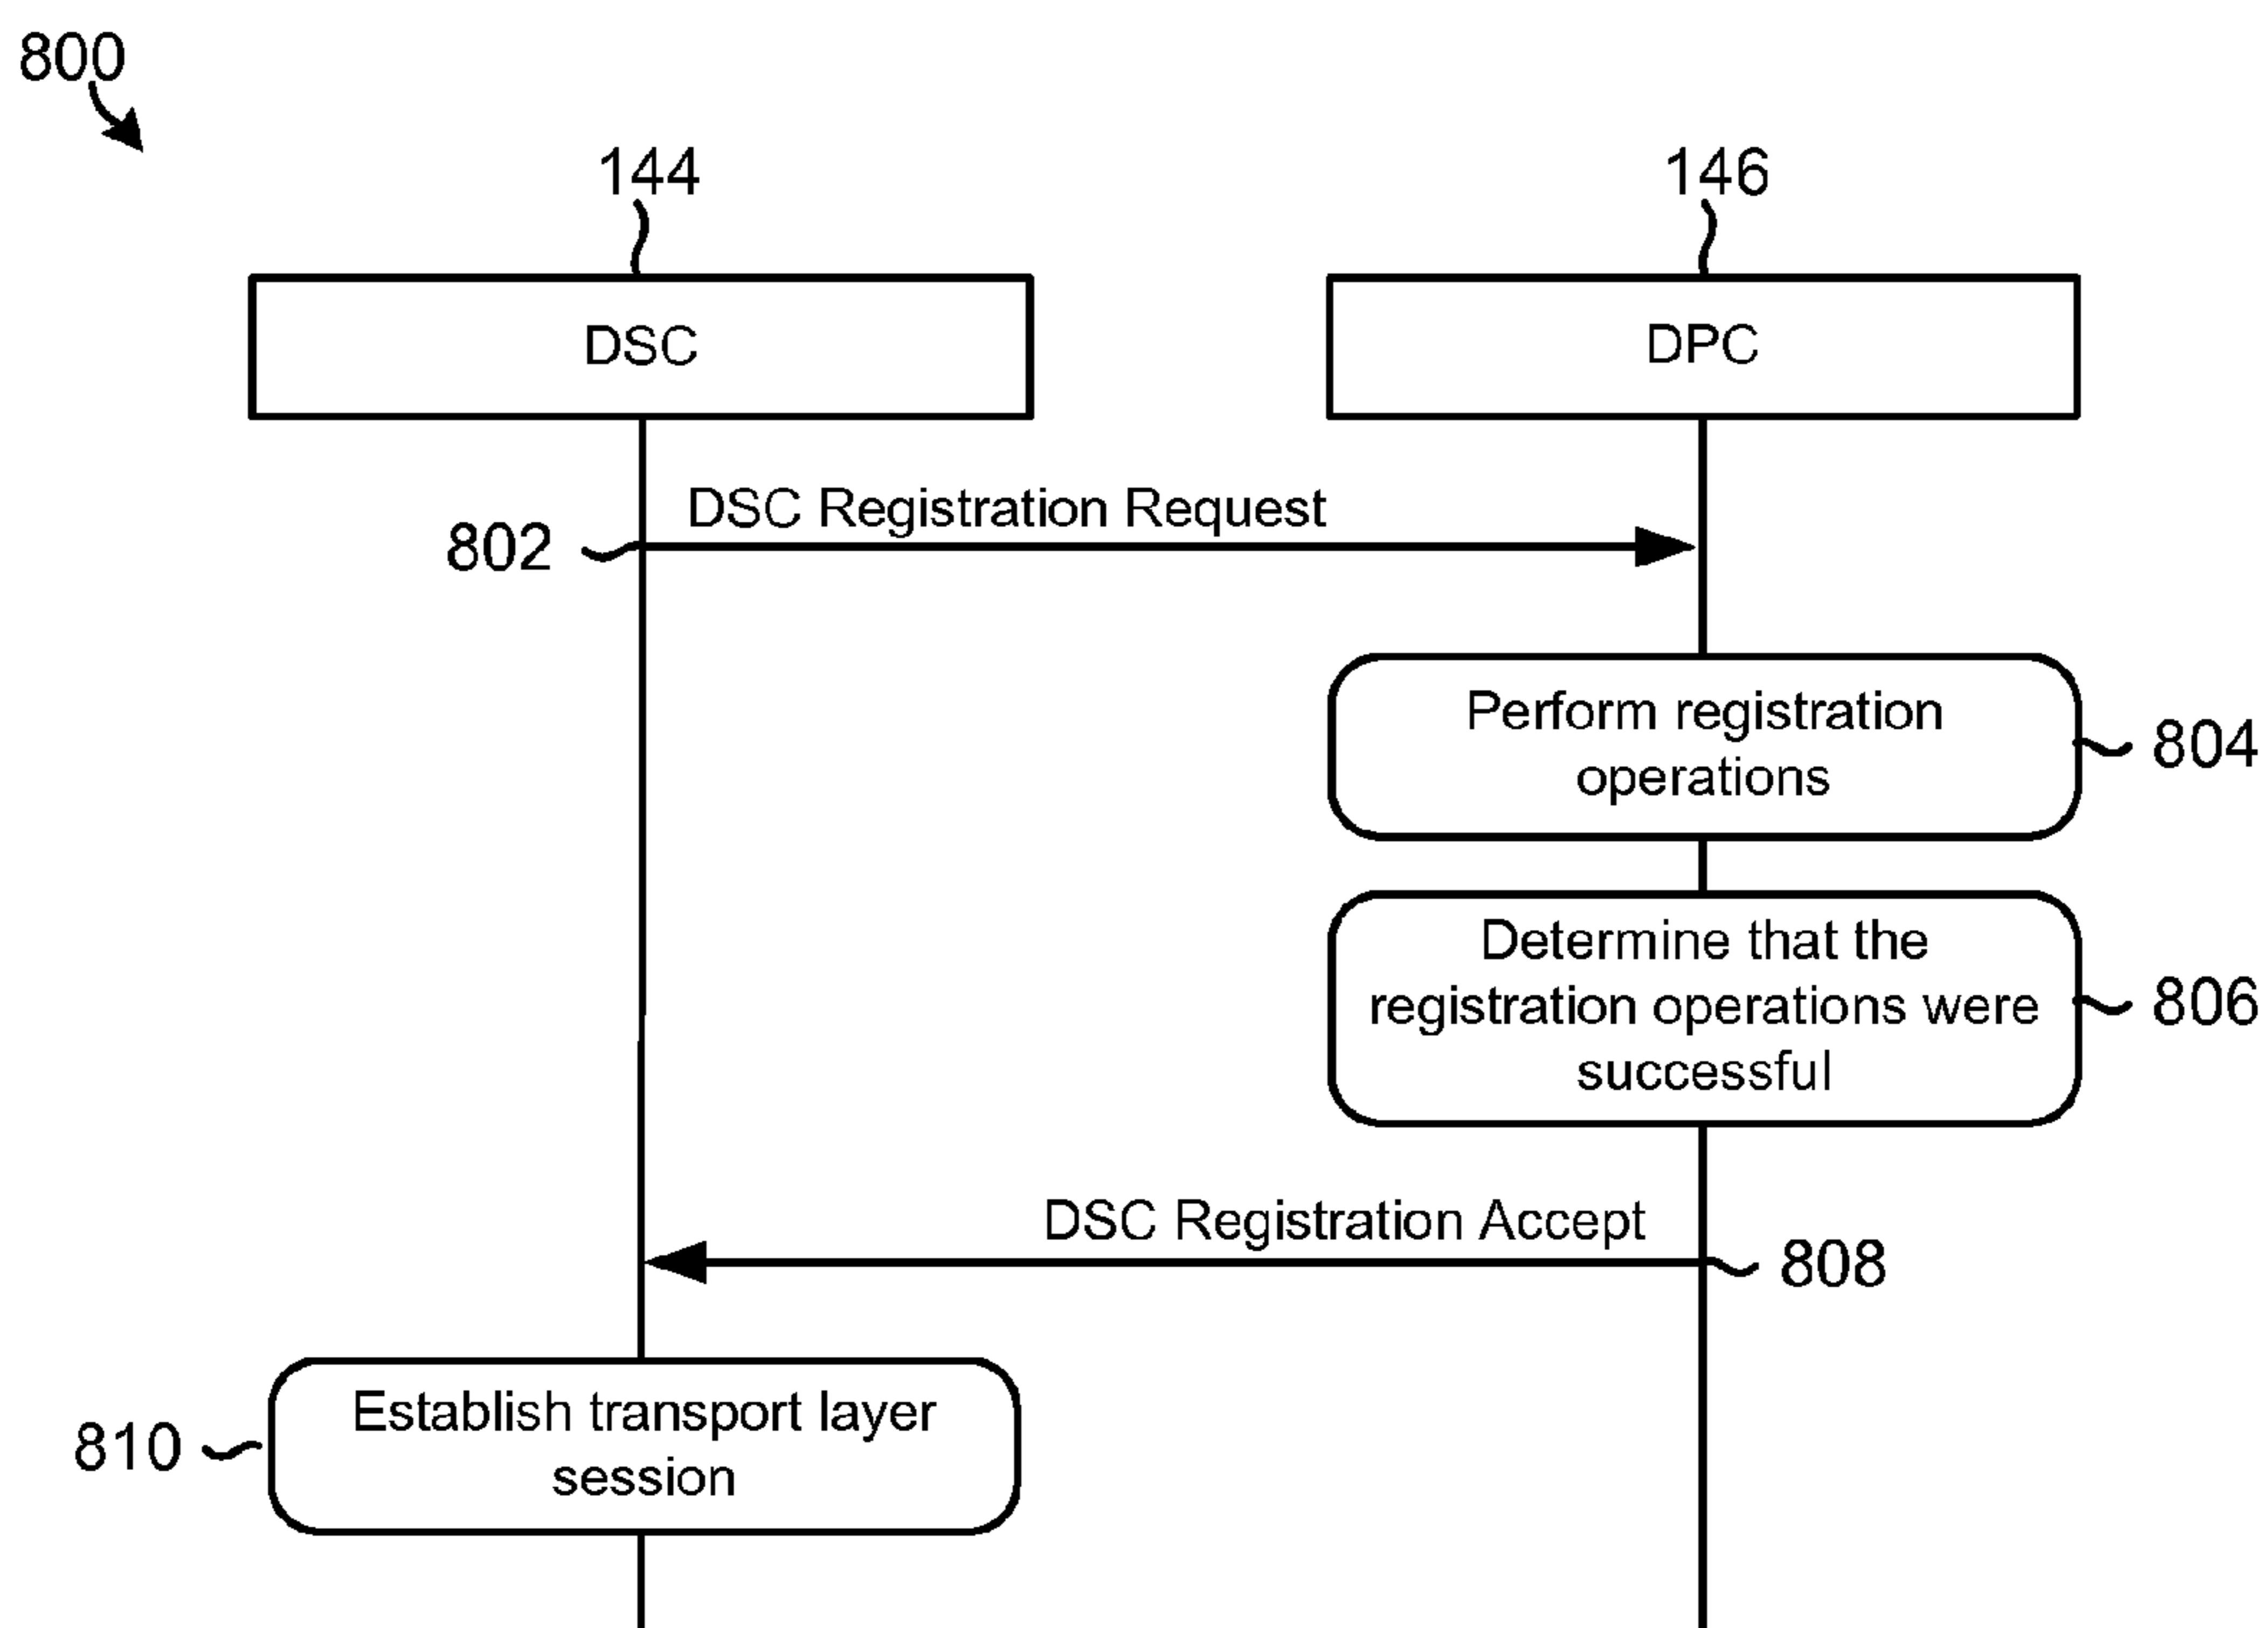 800
144
146
DSC
DPC
DSC Registration Request
802
Perform registration
operations
804
Determine that the
registration operations were
successful
806
DSC Registration Accept
808
Establish transport layer
session
810